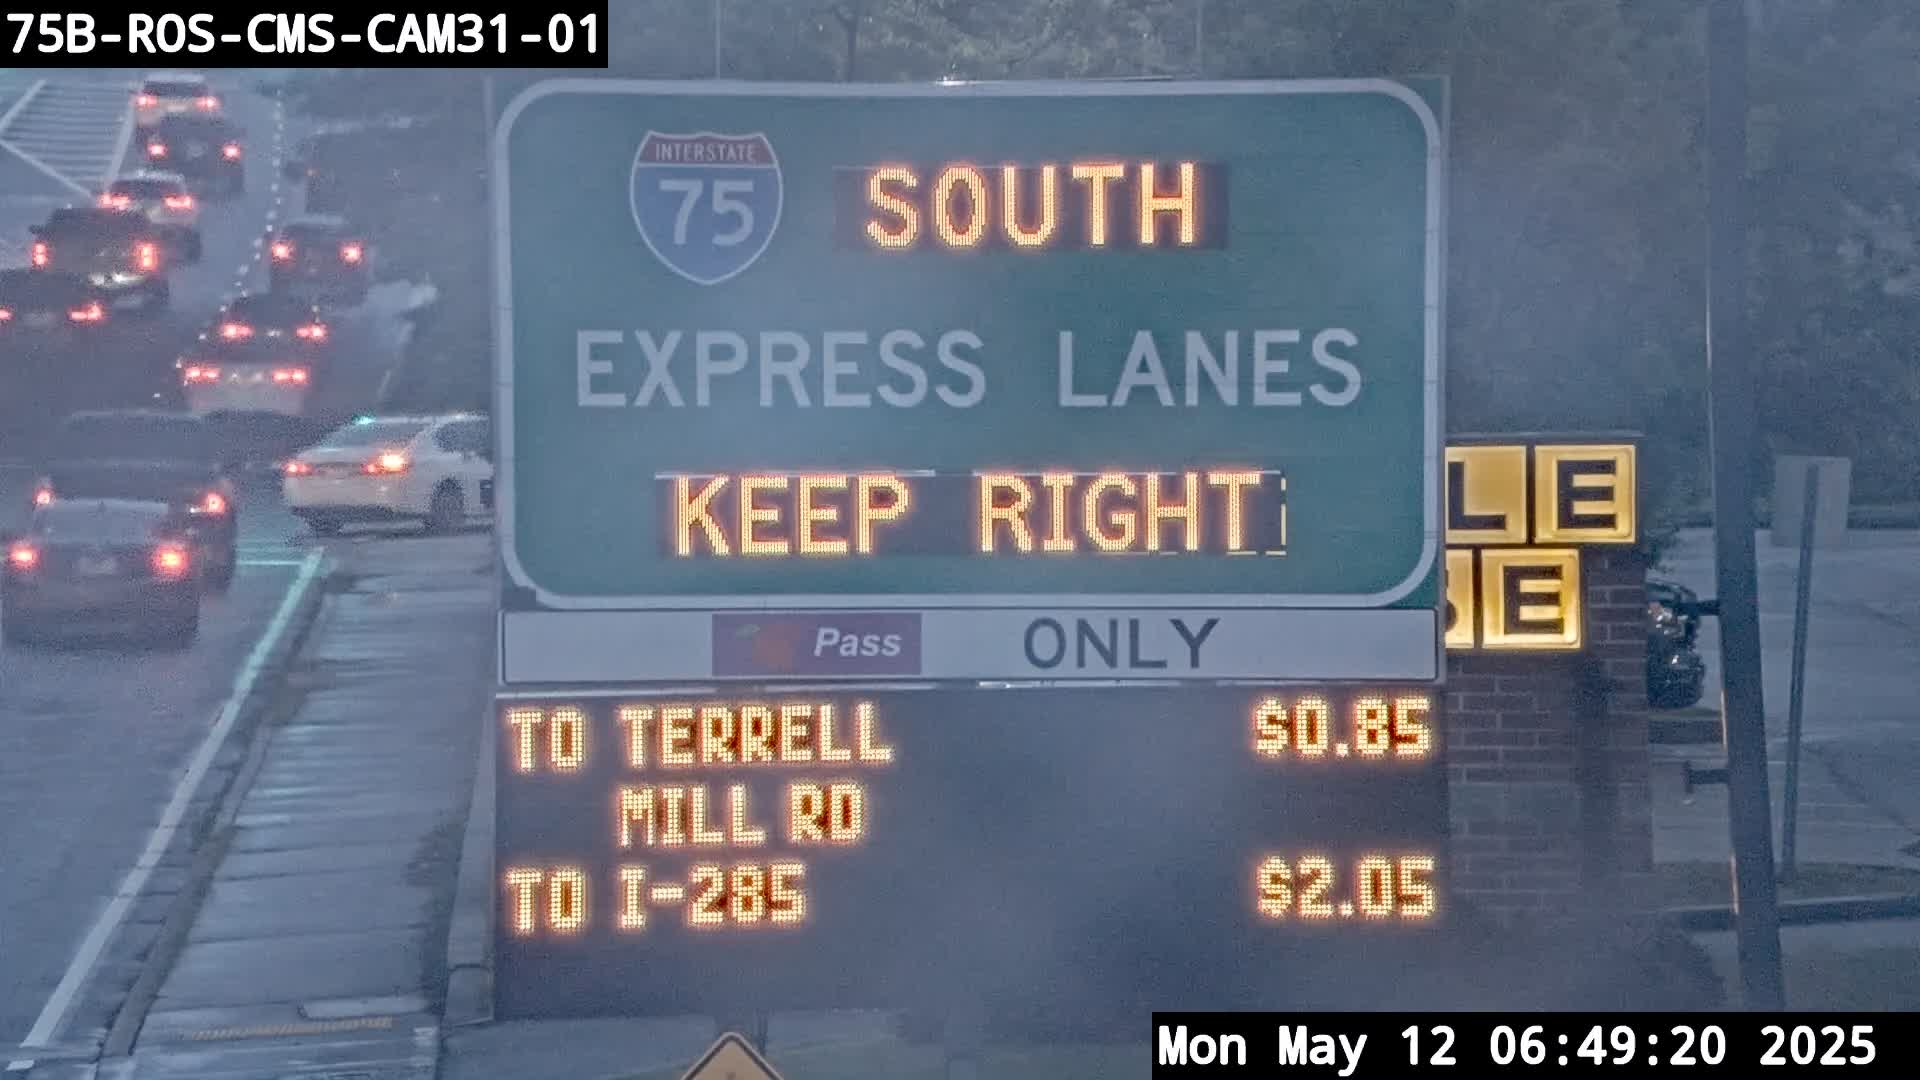 75B-ROS-CMS-CAM31-01
INTERSTATE
75
SOUTH
EXPRESS LANES
KEEP RIGHT
Pass ONLY
TO TERRELL $0.85
MILL RD
TO I-285 $2.05
LE
E
Mon May 12 06:49:20 2025